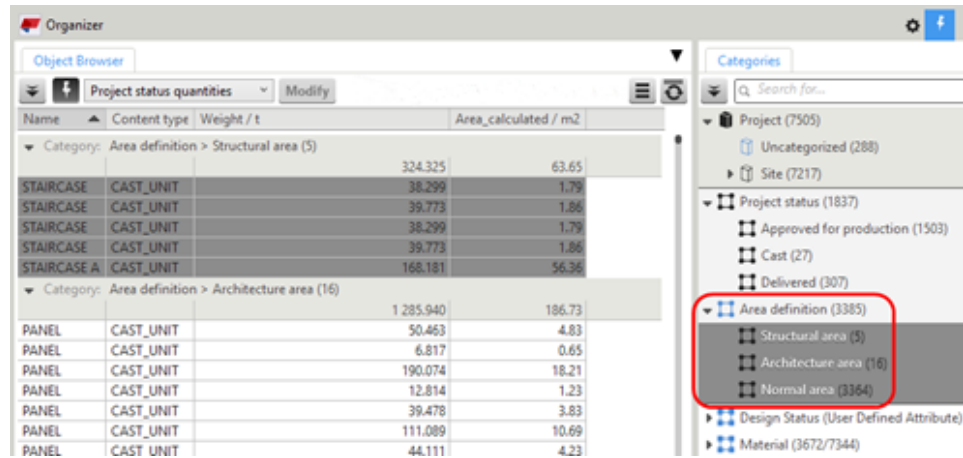 Organizer
Object Browser
Project status quantities Modify
Name Content type Weight / t Area_calculated / m2
Category: Area definition > Structural area (5)
324.325 63.65
STAIRCASE CAST_UNIT 38.299 1.79
STAIRCASE CAST_UNIT 39.773 1.86
STAIRCASE CAST_UNIT 38.299 1.79
STAIRCASE CAST_UNIT 39.773 1.86
STAIRCASE A CAST_UNIT 168.181 56.36
Category: Area definition > Architecture area (16)
1 285.940 186.73
PANEL CAST_UNIT 50.463 4.83
PANEL CAST_UNIT 6.817 0.65
PANEL CAST_UNIT 190.074 18.21
PANEL CAST_UNIT 12.814 1.23
PANEL CAST_UNIT 39.478 3.83
PANEL CAST_UNIT 111.089 10.69
PANEL CAST_UNIT 44.111 4.23
Categories
Search for...
Project (7505)
Uncategorized (288)
Site (7217)
Project status (1837)
Approved for production (1503)
Cast (27)
Delivered (307)
Area definition (3385)
Structural area (5)
Architecture area (16)
Normal area (3364)
Design Status (User Defined Attribute)
Material (3672/7344)